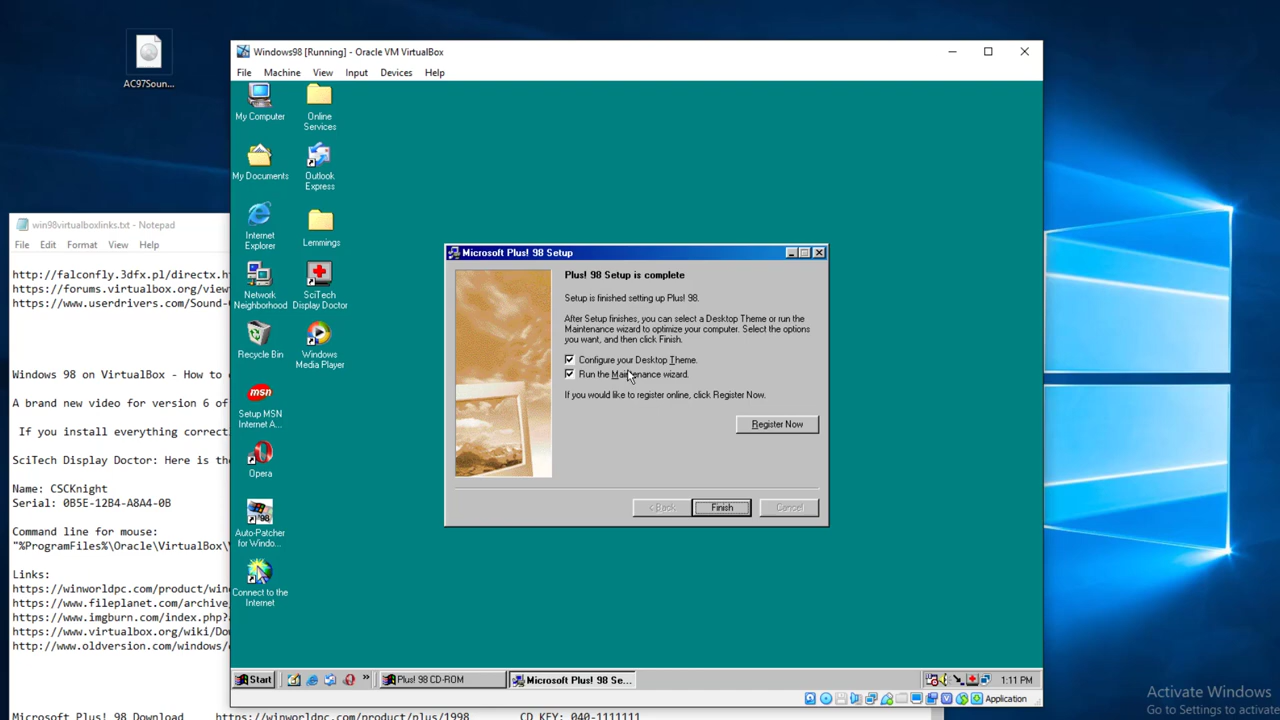 AC97Soun...
Windows98 [Running] - Oracle VM VirtualBox
File Machine View Input Devices Help
My Computer
Online Services
My Documents
Outlook Express
Internet Explorer
Lemmings
Network Neighborhood
SciTech Display Doctor
Recycle Bin
Windows Media Player
Setup MSN Internet A...
Opera
Auto-Patcher for Windo...
Connect to the Internet
win98virtualboxlinks.txt - Notepad
File Edit Format View Help
http://falconfly.3dfx.pl/directx.h
https://forums.virtualbox.org/view
https://www.userdrivers.com/Sound-
Windows 98 on VirtualBox - How to
A brand new video for version 6 of
If you install everything correct
SciTech Display Doctor: Here is the
Name: CSCKnight
Serial: 0B5E-12B4-A8A4-0B
Command line for mouse:
"%ProgramFiles%\Oracle\VirtualBox\
Links:
https://winworldpc.com/product/win
https://www.fileplanet.com/archive/
https://www.imgburn.com/index.php?
https://www.virtualbox.org/wiki/Do
http://www.oldversion.com/windows/
Microsoft Plus! 98 Download https://winworldpc.com/product/plus/1998 CD KEY: 040-1111111
Microsoft Plus! 98 Setup
Plus! 98 Setup is complete
Setup is finished setting up Plus! 98.
After Setup finishes, you can select a Desktop Theme or run the
Maintenance wizard to optimize your computer. Select the options
you want, and then click Finish.
Configure your Desktop Theme.
Run the Maintenance wizard.
If you would like to register online, click Register Now.
Register Now
< Back Finish Cancel
Start
»
Plus! 98 CD-ROM
Microsoft Plus! 98 Se...
1:11 PM
Application
Activate Windows
Go to Settings to activate